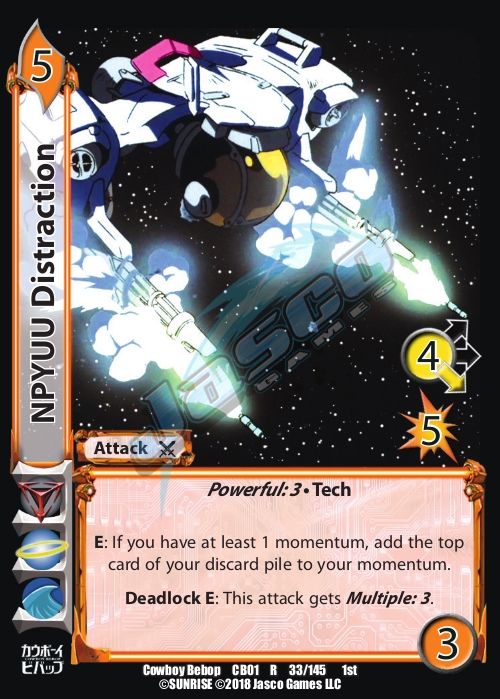 5
NPYUU Distraction
JASCO
GAMES
4
5
Attack
Powerful: 3 • Tech
E: If you have at least 1 momentum, add the top
card of your discard pile to your momentum.
Deadlock E: This attack gets Multiple: 3.
3
カウボーイ
ビバップ
Cowboy Bebop CB01 R 33/145 1st
©SUNRISE ©2018 Jasco Games LLC